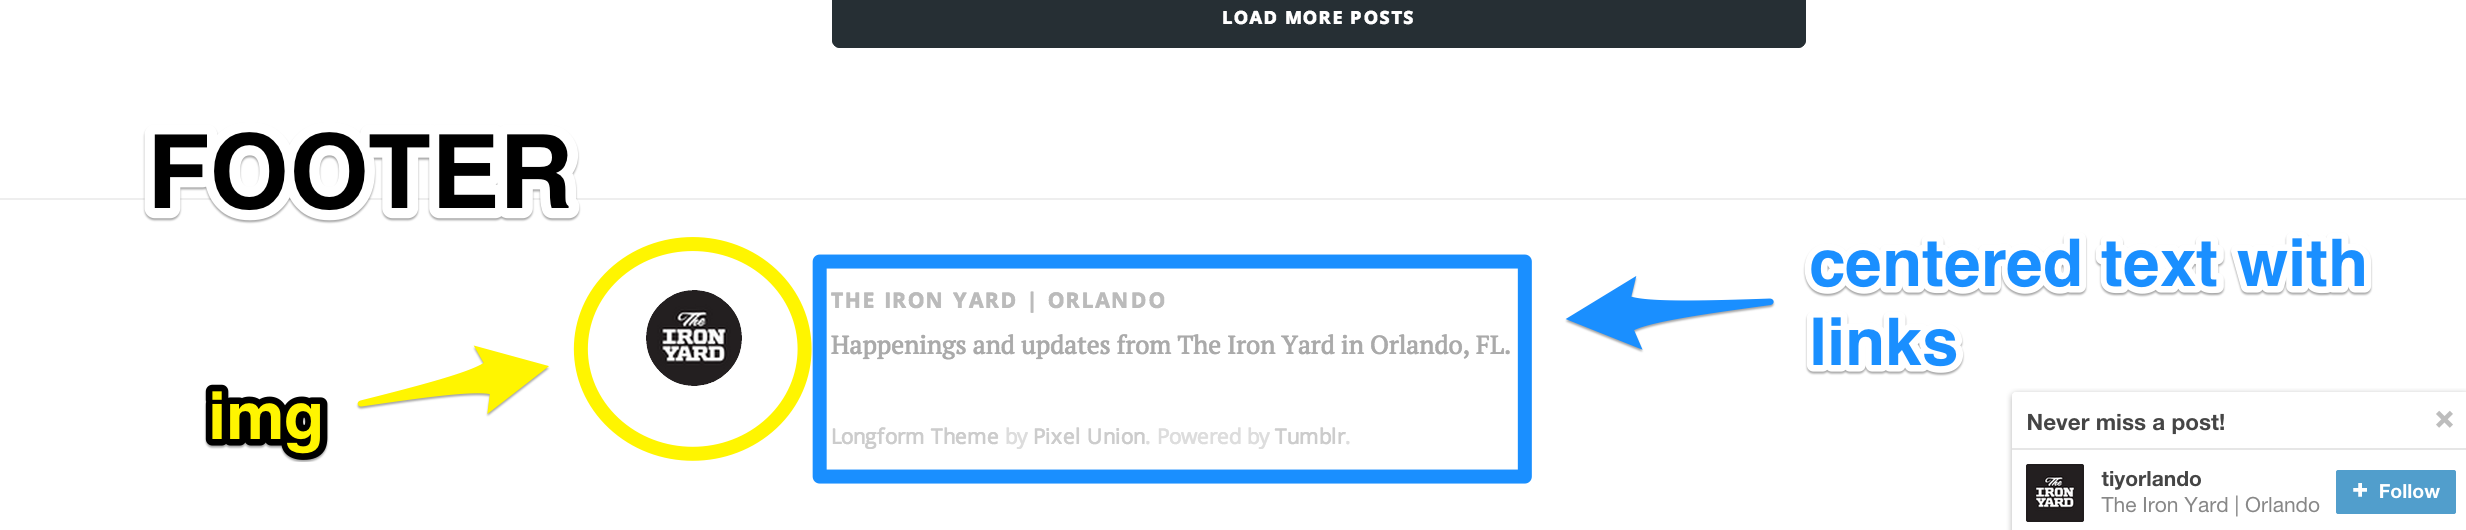 LOAD MORE POSTS
FOOTER
img
The
IRON
YARD
THE IRON YARD | ORLANDO
Happenings and updates from The Iron Yard in Orlando, FL.
Longform Theme by Pixel Union. Powered by Tumblr.
centered text with
links
Never miss a post!
×
The
IRON
YARD
tiyorlando
The Iron Yard | Orlando
+ Follow